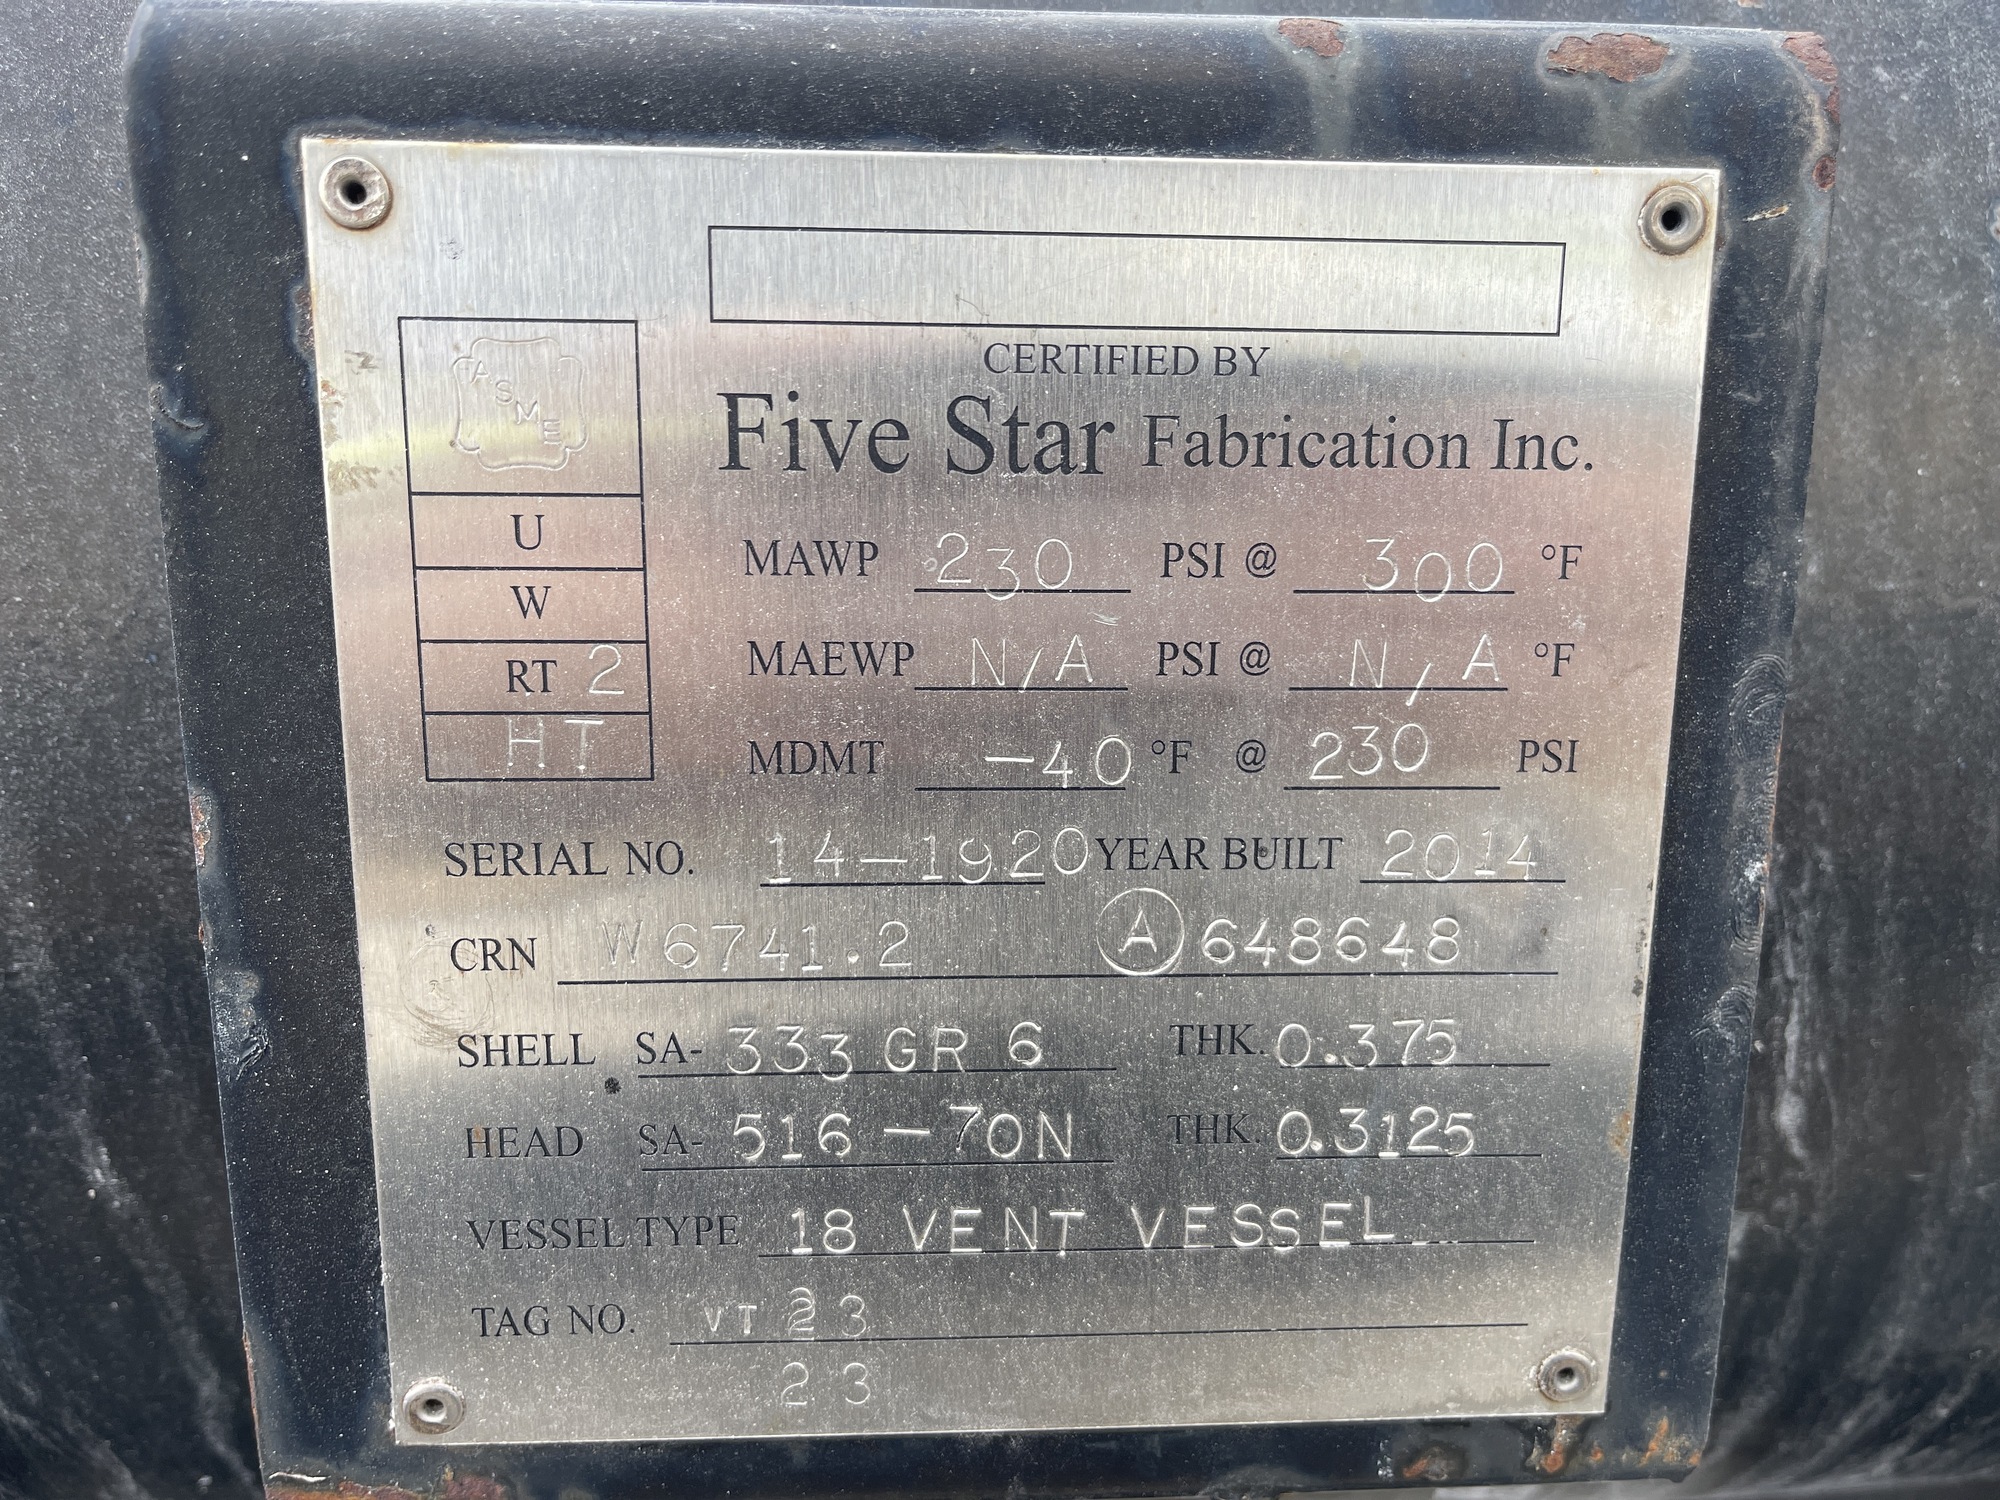 CERTIFIED BY
Five Star Fabrication Inc.
ASME
U
W
RT 2
HT
MAWP 230 PSI @ 300 °F
MAEWP N/A PSI @ N/A °F
MDMT -40 °F @ 230 PSI
SERIAL NO. 14-1920 YEAR BUILT 2014
CRN W6741.2 A 648648
SHELL SA- 333 GR 6 THK. 0.375
HEAD SA- 516-70N THK. 0.3125
VESSEL TYPE 18 VENT VESSEL
TAG NO. VT 23
23